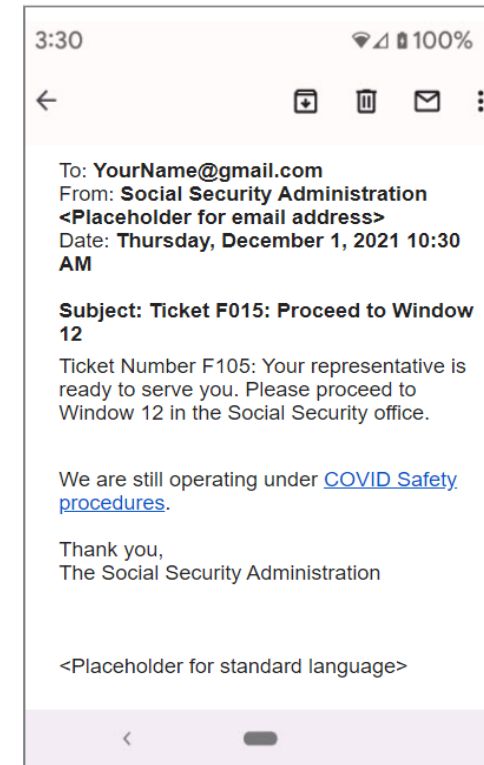 3:30
100%
To: YourName@gmail.com
From: Social Security Administration
<Placeholder for email address>
Date: Thursday, December 1, 2021 10:30
AM
Subject: Ticket F015: Proceed to Window
12
Ticket Number F105: Your representative is
ready to serve you. Please proceed to
Window 12 in the Social Security office.
We are still operating under COVID Safety
procedures.
Thank you,
The Social Security Administration
<Placeholder for standard language>